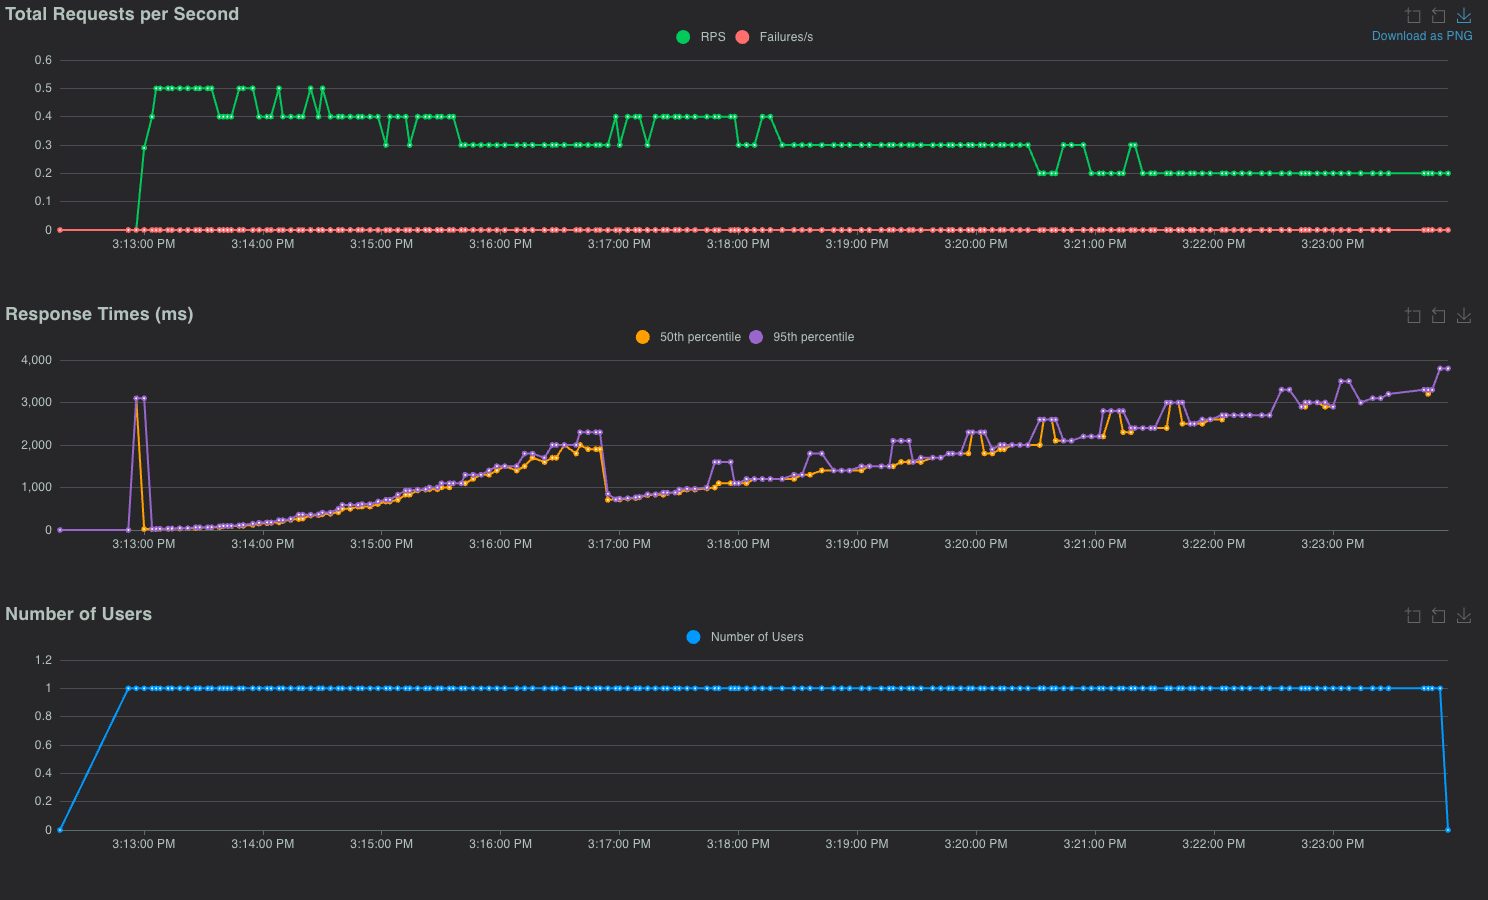 Total Requests per Second
RPS Failures/s
Download as PNG
0.6
0.5
0.4
0.3
0.2
0.1
0
3:13:00 PM 3:14:00 PM 3:15:00 PM 3:16:00 PM 3:17:00 PM 3:18:00 PM 3:19:00 PM 3:20:00 PM 3:21:00 PM 3:22:00 PM 3:23:00 PM
Response Times (ms)
50th percentile 95th percentile
4,000
3,000
2,000
1,000
0
3:13:00 PM 3:14:00 PM 3:15:00 PM 3:16:00 PM 3:17:00 PM 3:18:00 PM 3:19:00 PM 3:20:00 PM 3:21:00 PM 3:22:00 PM 3:23:00 PM
Number of Users
Number of Users
1.2
1
0.8
0.6
0.4
0.2
0
3:13:00 PM 3:14:00 PM 3:15:00 PM 3:16:00 PM 3:17:00 PM 3:18:00 PM 3:19:00 PM 3:20:00 PM 3:21:00 PM 3:22:00 PM 3:23:00 PM